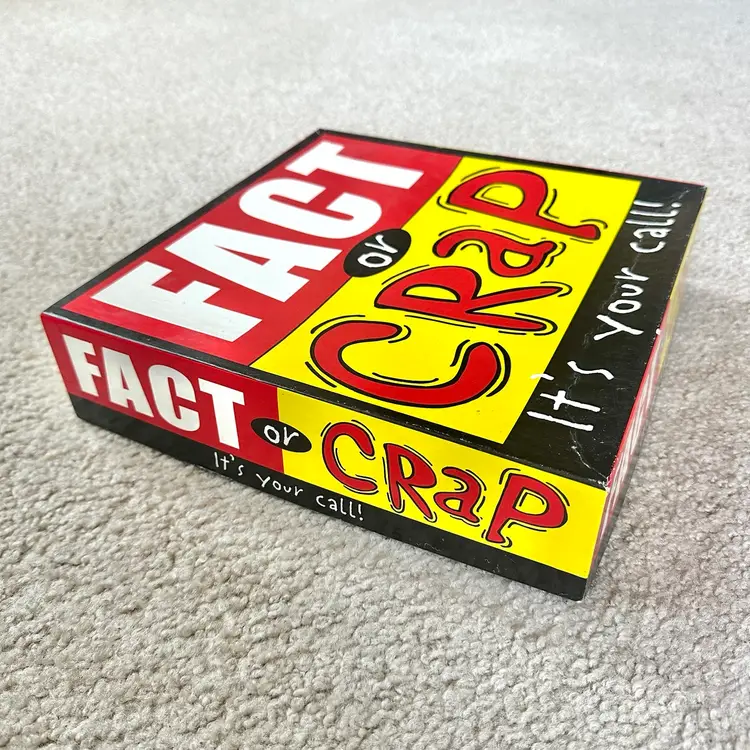 FACT
or
CRaP
It's your call!
FACT or CRaP
It's your call!